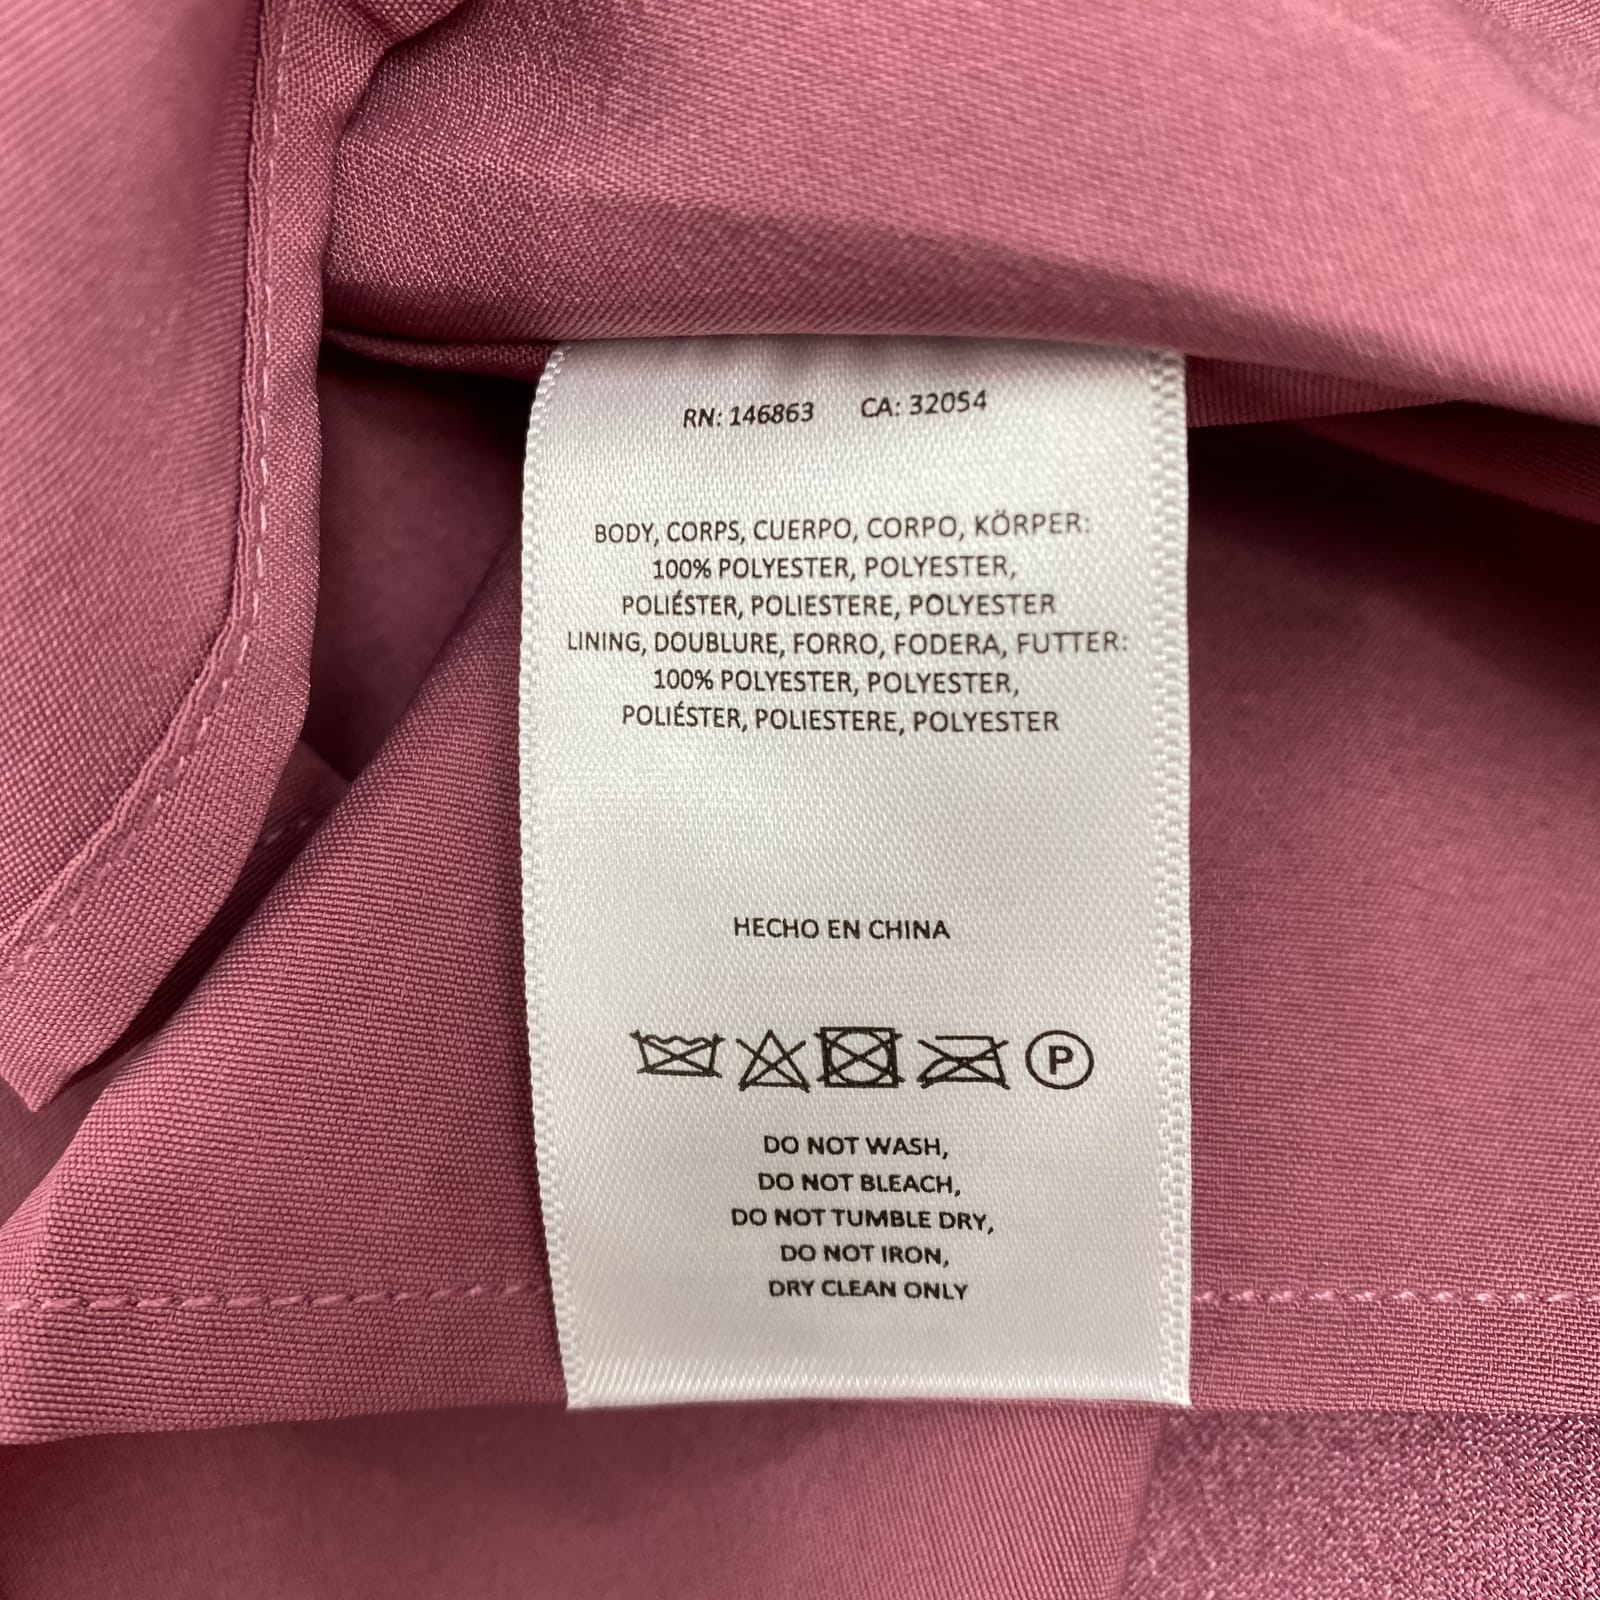 RN: 146863 CA: 32054
BODY, CORPS, CUERPO, CORPO, KÖRPER:
100% POLYESTER, POLYESTER,
POLIÉSTER, POLIESTERE, POLYESTER
LINING, DOUBLURE, FORRO, FODERA, FUTTER:
100% POLYESTER, POLYESTER,
POLIÉSTER, POLIESTERE, POLYESTER
HECHO EN CHINA
P
DO NOT WASH,
DO NOT BLEACH,
DO NOT TUMBLE DRY,
DO NOT IRON,
DRY CLEAN ONLY